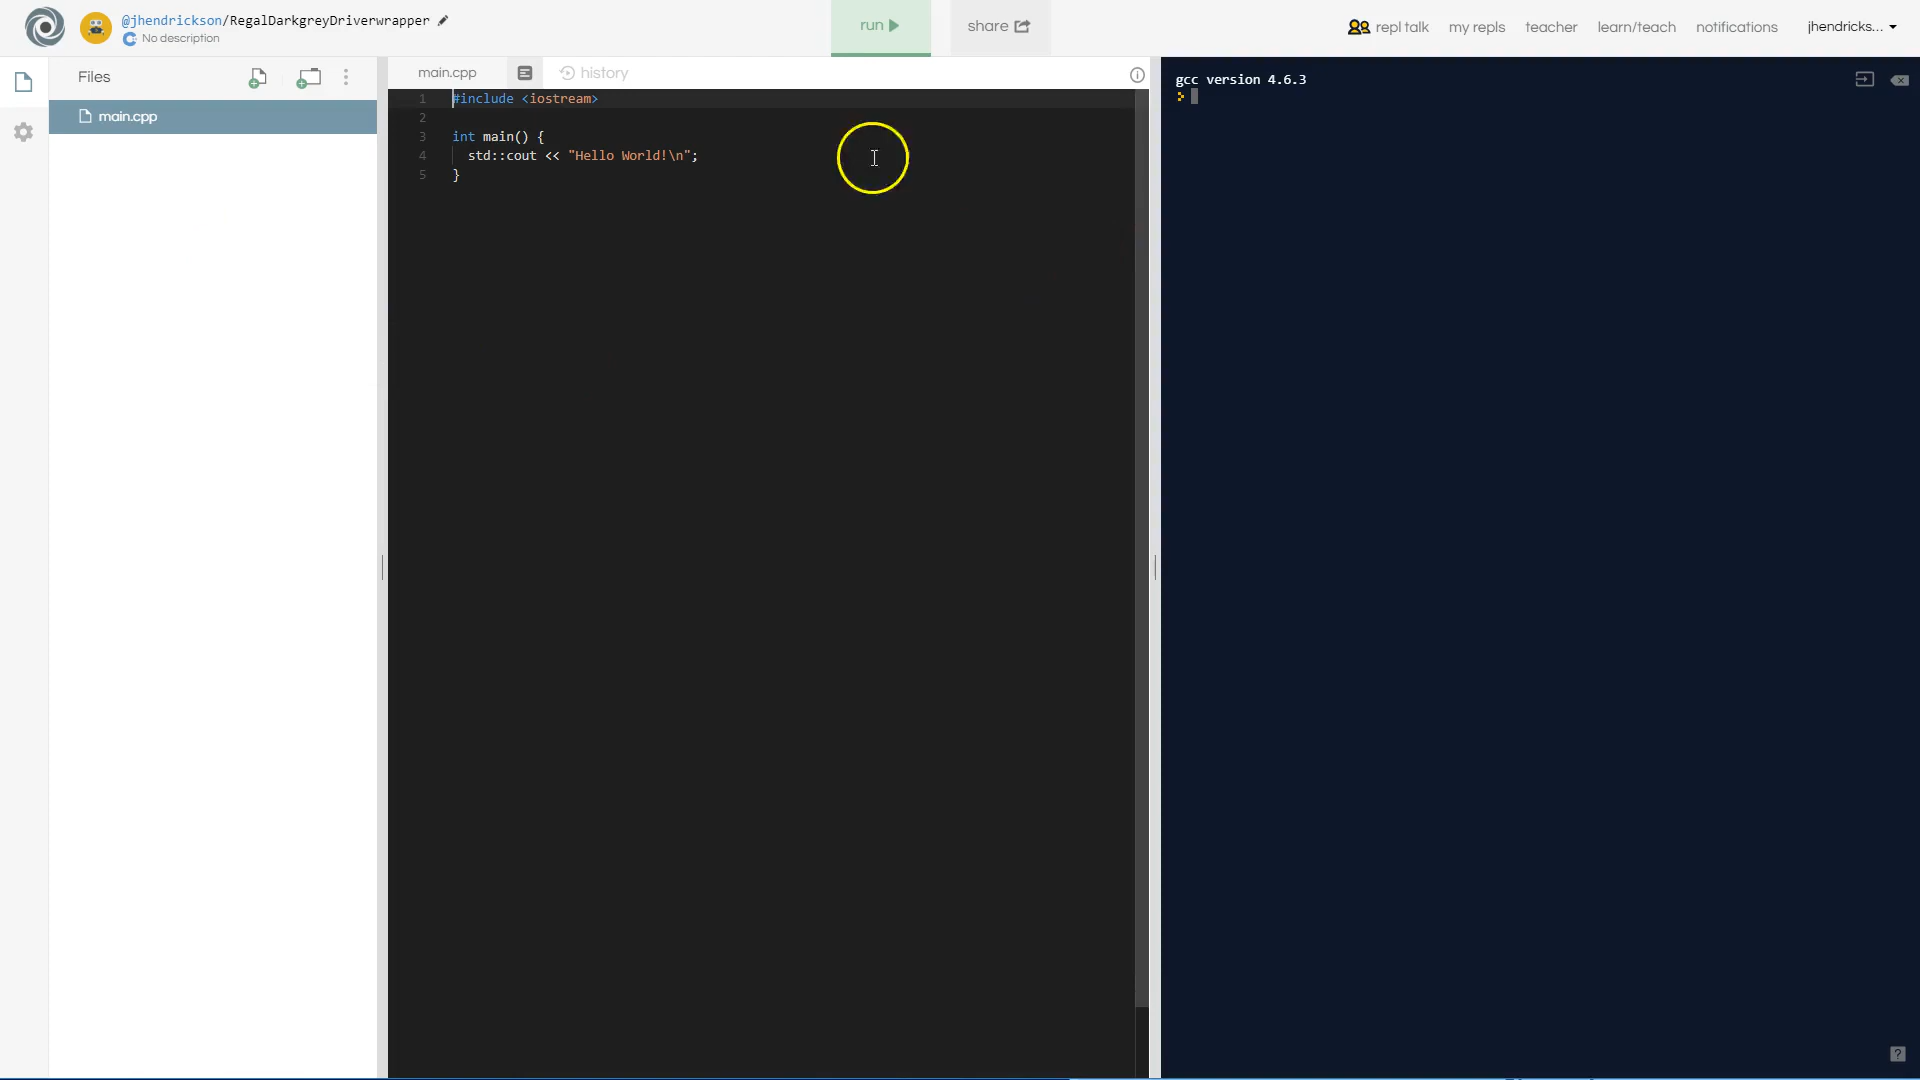 @jhendrickson/RegalDarkgreyDriverwrapper
No description
run
share
repl talk
my repls
teacher
learn/teach
notifications
jhendricks...
Files
main.cpp
main.cpp
history
1 #include <iostream>
2
3 int main() {
4 std::cout << "Hello World!\n";
5 }
gcc version 4.6.3
>
?